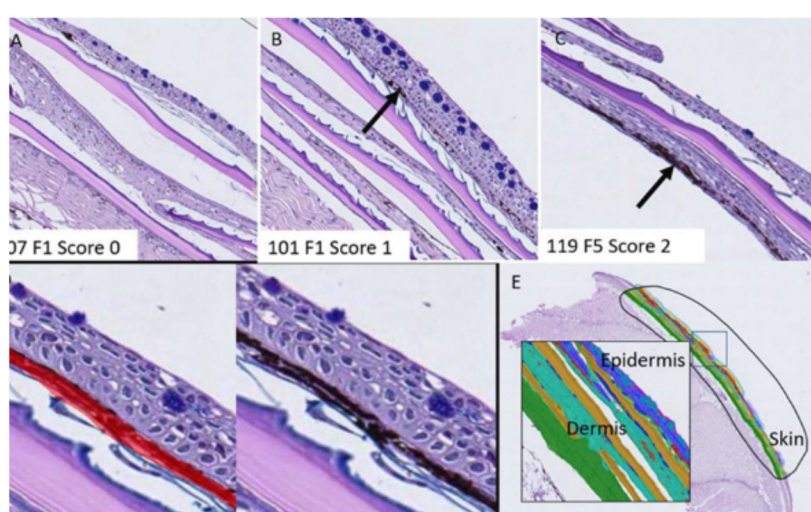 A
B
C
07 F1 Score 0
101 F1 Score 1
119 F5 Score 2
E
Epidermis
Dermis
Skin